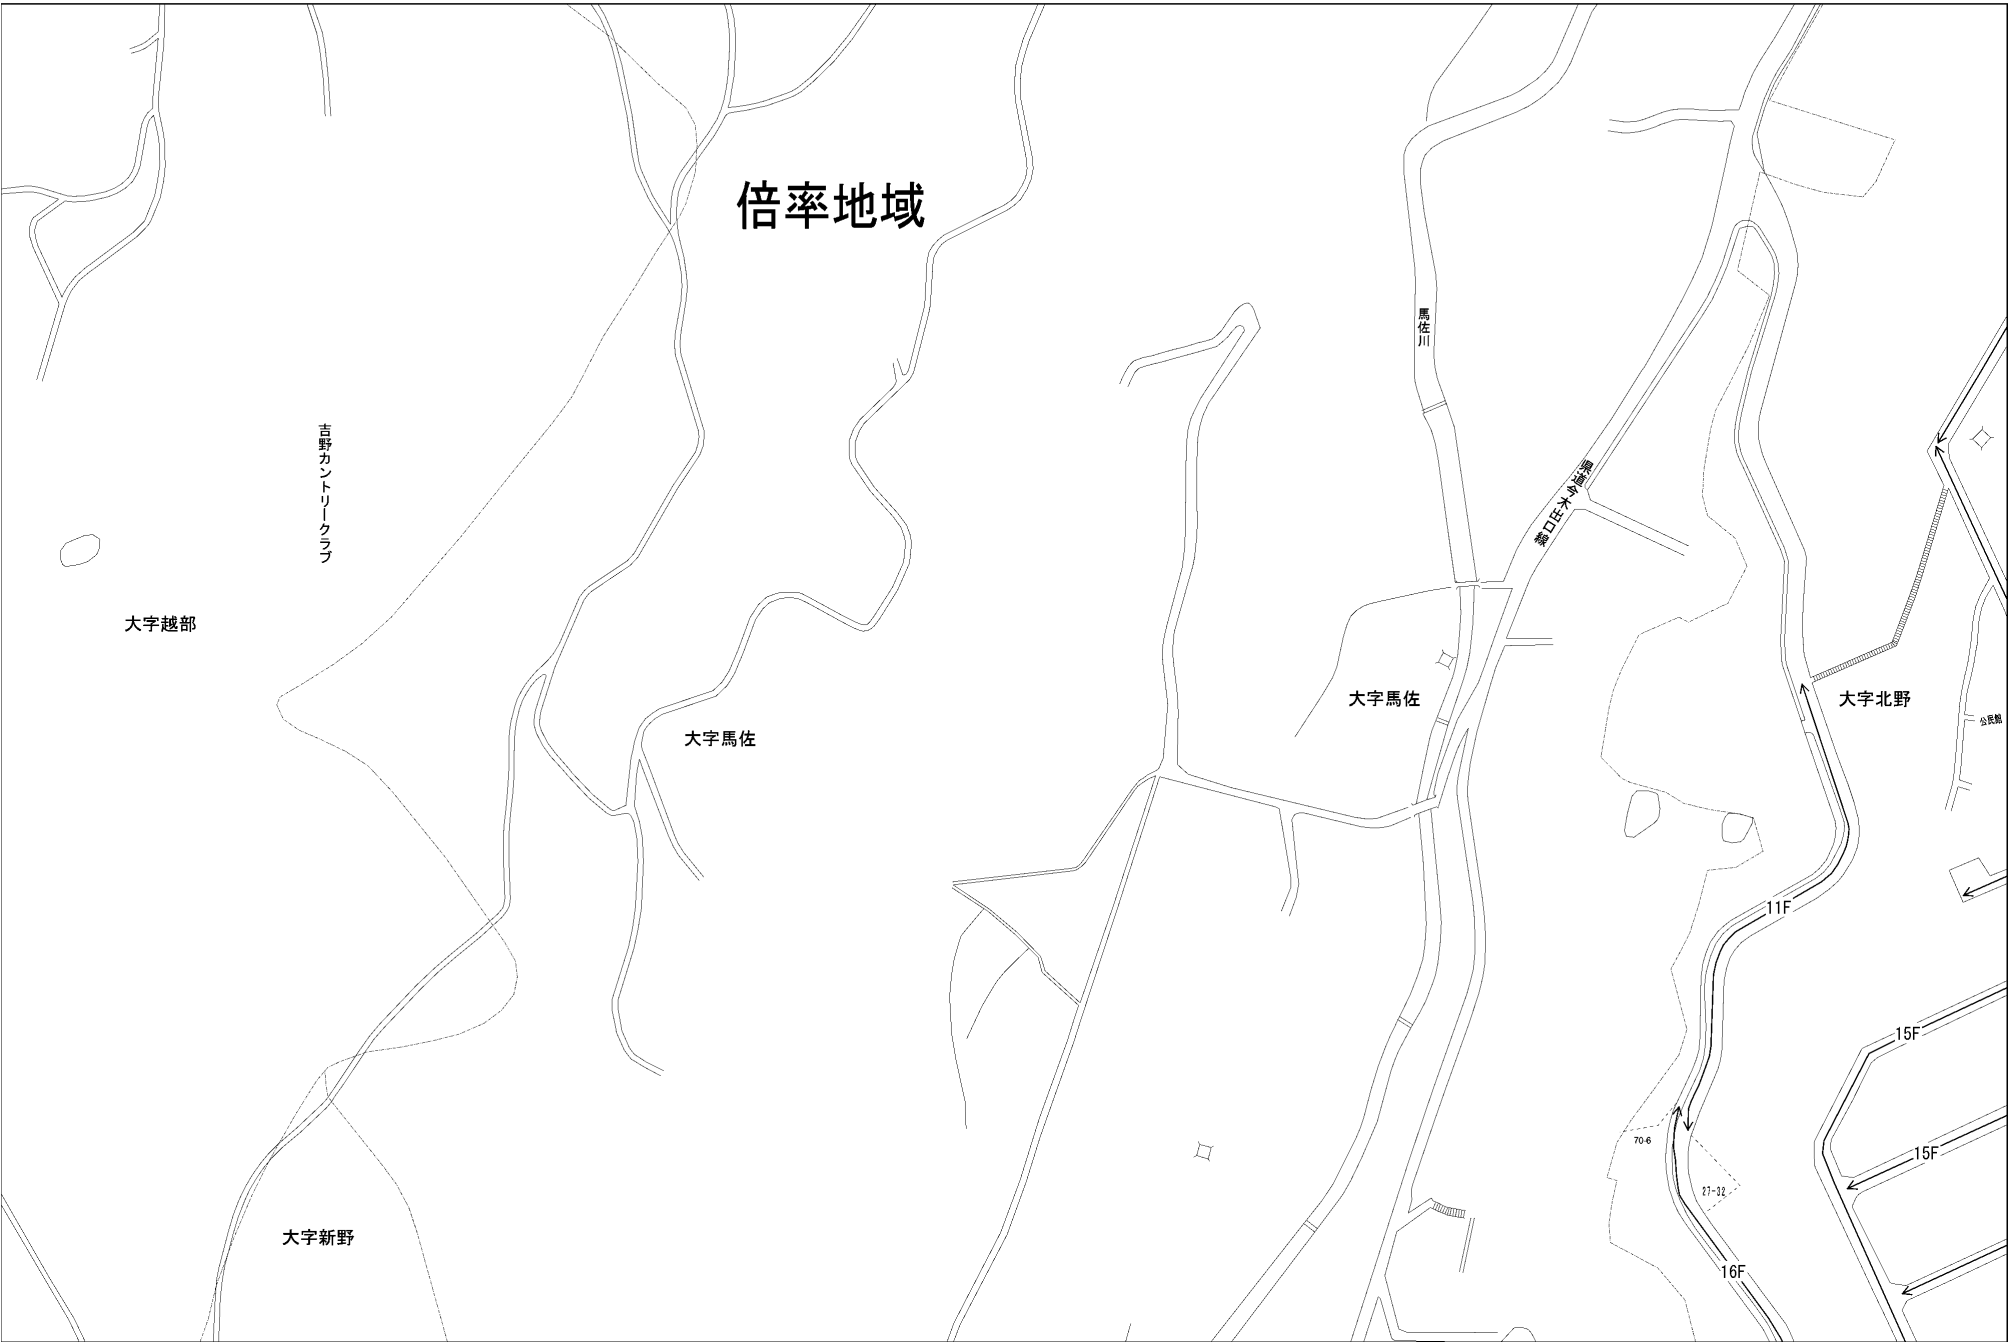 倍率地域
馬佐川
吉野カントリークラブ
県道今木出口線
大字越部
大字馬佐
大字馬佐
大字北野
公民館
11F
15F
70-6
15F
27-32
大字新野
16F